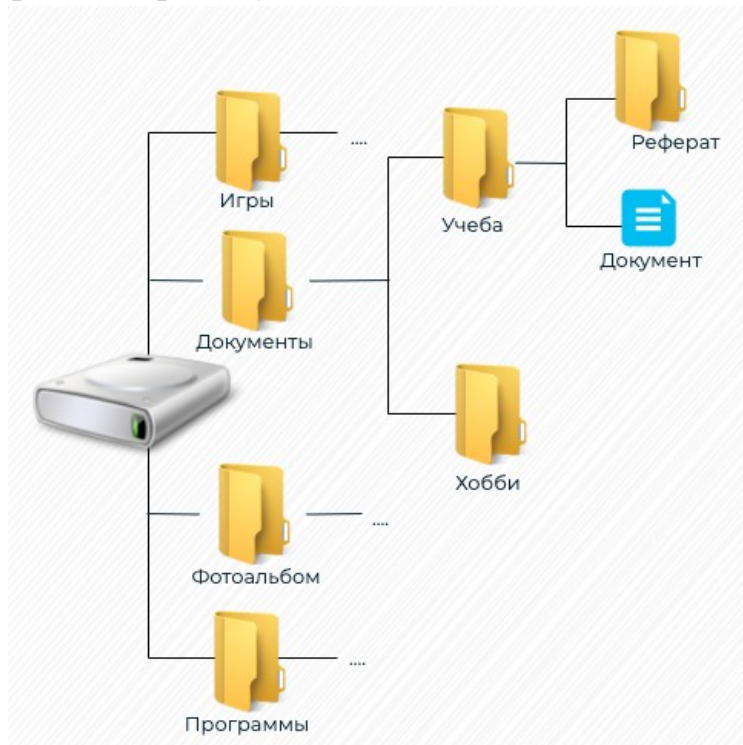 Реферат
....
Игры
Учеба
Документ
Документы
Хобби
....
Фотоальбом
....
Программы